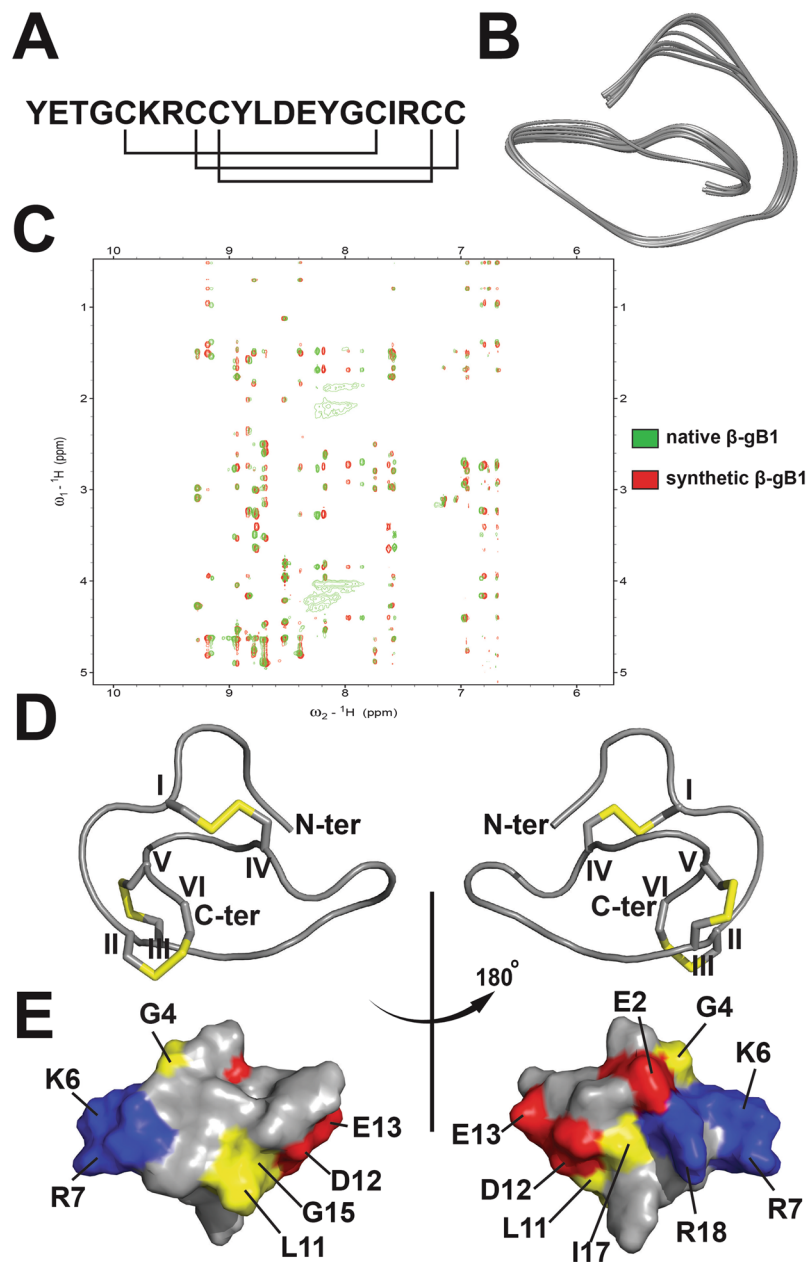 A
B
YETGCKRCCYLDEYGCIRCC
C
10 9 8 7 6
1 1
2 2
3 3
4 4
5 5
10 9 8 7 6
ω1 - 1H (ppm)
ω2 - 1H (ppm)
native β-gB1
synthetic β-gB1
D
I
N-ter
IV
V
VI
C-ter
II
III
I
N-ter
IV
V
VI
C-ter
II
III
180°
E
G4
K6
R7
E13
D12
G15
L11
E2
G4
K6
E13
D12
L11
I17
R18
R7